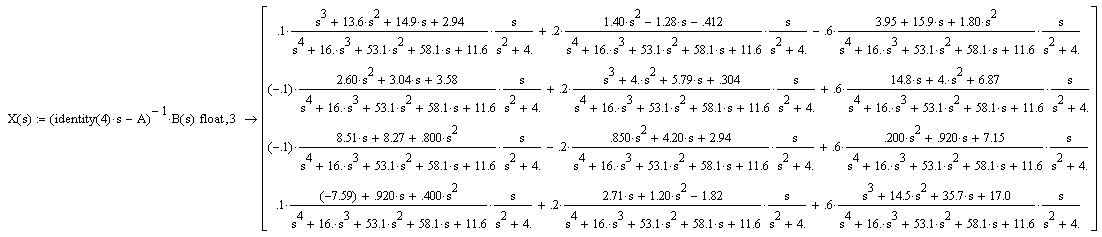 .1·(s^3 + 13.6·s^2 + 14.9·s + 2.94)/(s^4 + 16.·s^3 + 53.1·s^2 + 58.1·s + 11.6)·s/(s^2 + 4.) + .2·(1.40·s^2 − 1.28·s − .412)/(s^4 + 16.·s^3 + 53.1·s^2 + 58.1·s + 11.6)·s/(s^2 + 4.) − .6·(3.95 + 15.9·s + 1.80·s^2)/(s^4 + 16.·s^3 + 53.1·s^2 + 58.1·s + 11.6)·s/(s^2 + 4.)
(−.1)·(2.60·s^2 + 3.04·s + 3.58)/(s^4 + 16.·s^3 + 53.1·s^2 + 58.1·s + 11.6)·s/(s^2 + 4.) + .2·(s^3 + 4.·s^2 + 5.79·s + .304)/(s^4 + 16.·s^3 + 53.1·s^2 + 58.1·s + 11.6)·s/(s^2 + 4.) + .6·(14.8·s + 4.·s^2 + 6.87)/(s^4 + 16.·s^3 + 53.1·s^2 + 58.1·s + 11.6)·s/(s^2 + 4.)
X(s) := (identity(4)·s − A)^−1·B(s) float,3 →
(−.1)·(8.51·s + 8.27 + .800·s^2)/(s^4 + 16.·s^3 + 53.1·s^2 + 58.1·s + 11.6)·s/(s^2 + 4.) − .2·(.850·s^2 + 4.20·s + 2.94)/(s^4 + 16.·s^3 + 53.1·s^2 + 58.1·s + 11.6)·s/(s^2 + 4.) + .6·(.200·s^2 + .920·s + 7.15)/(s^4 + 16.·s^3 + 53.1·s^2 + 58.1·s + 11.6)·s/(s^2 + 4.)
.1·((−7.59) + .920·s + .400·s^2)/(s^4 + 16.·s^3 + 53.1·s^2 + 58.1·s + 11.6)·s/(s^2 + 4.) + .2·(2.71·s + 1.20·s^2 − 1.82)/(s^4 + 16.·s^3 + 53.1·s^2 + 58.1·s + 11.6)·s/(s^2 + 4.) + .6·(s^3 + 14.5·s^2 + 35.7·s + 17.0)/(s^4 + 16.·s^3 + 53.1·s^2 + 58.1·s + 11.6)·s/(s^2 + 4.)